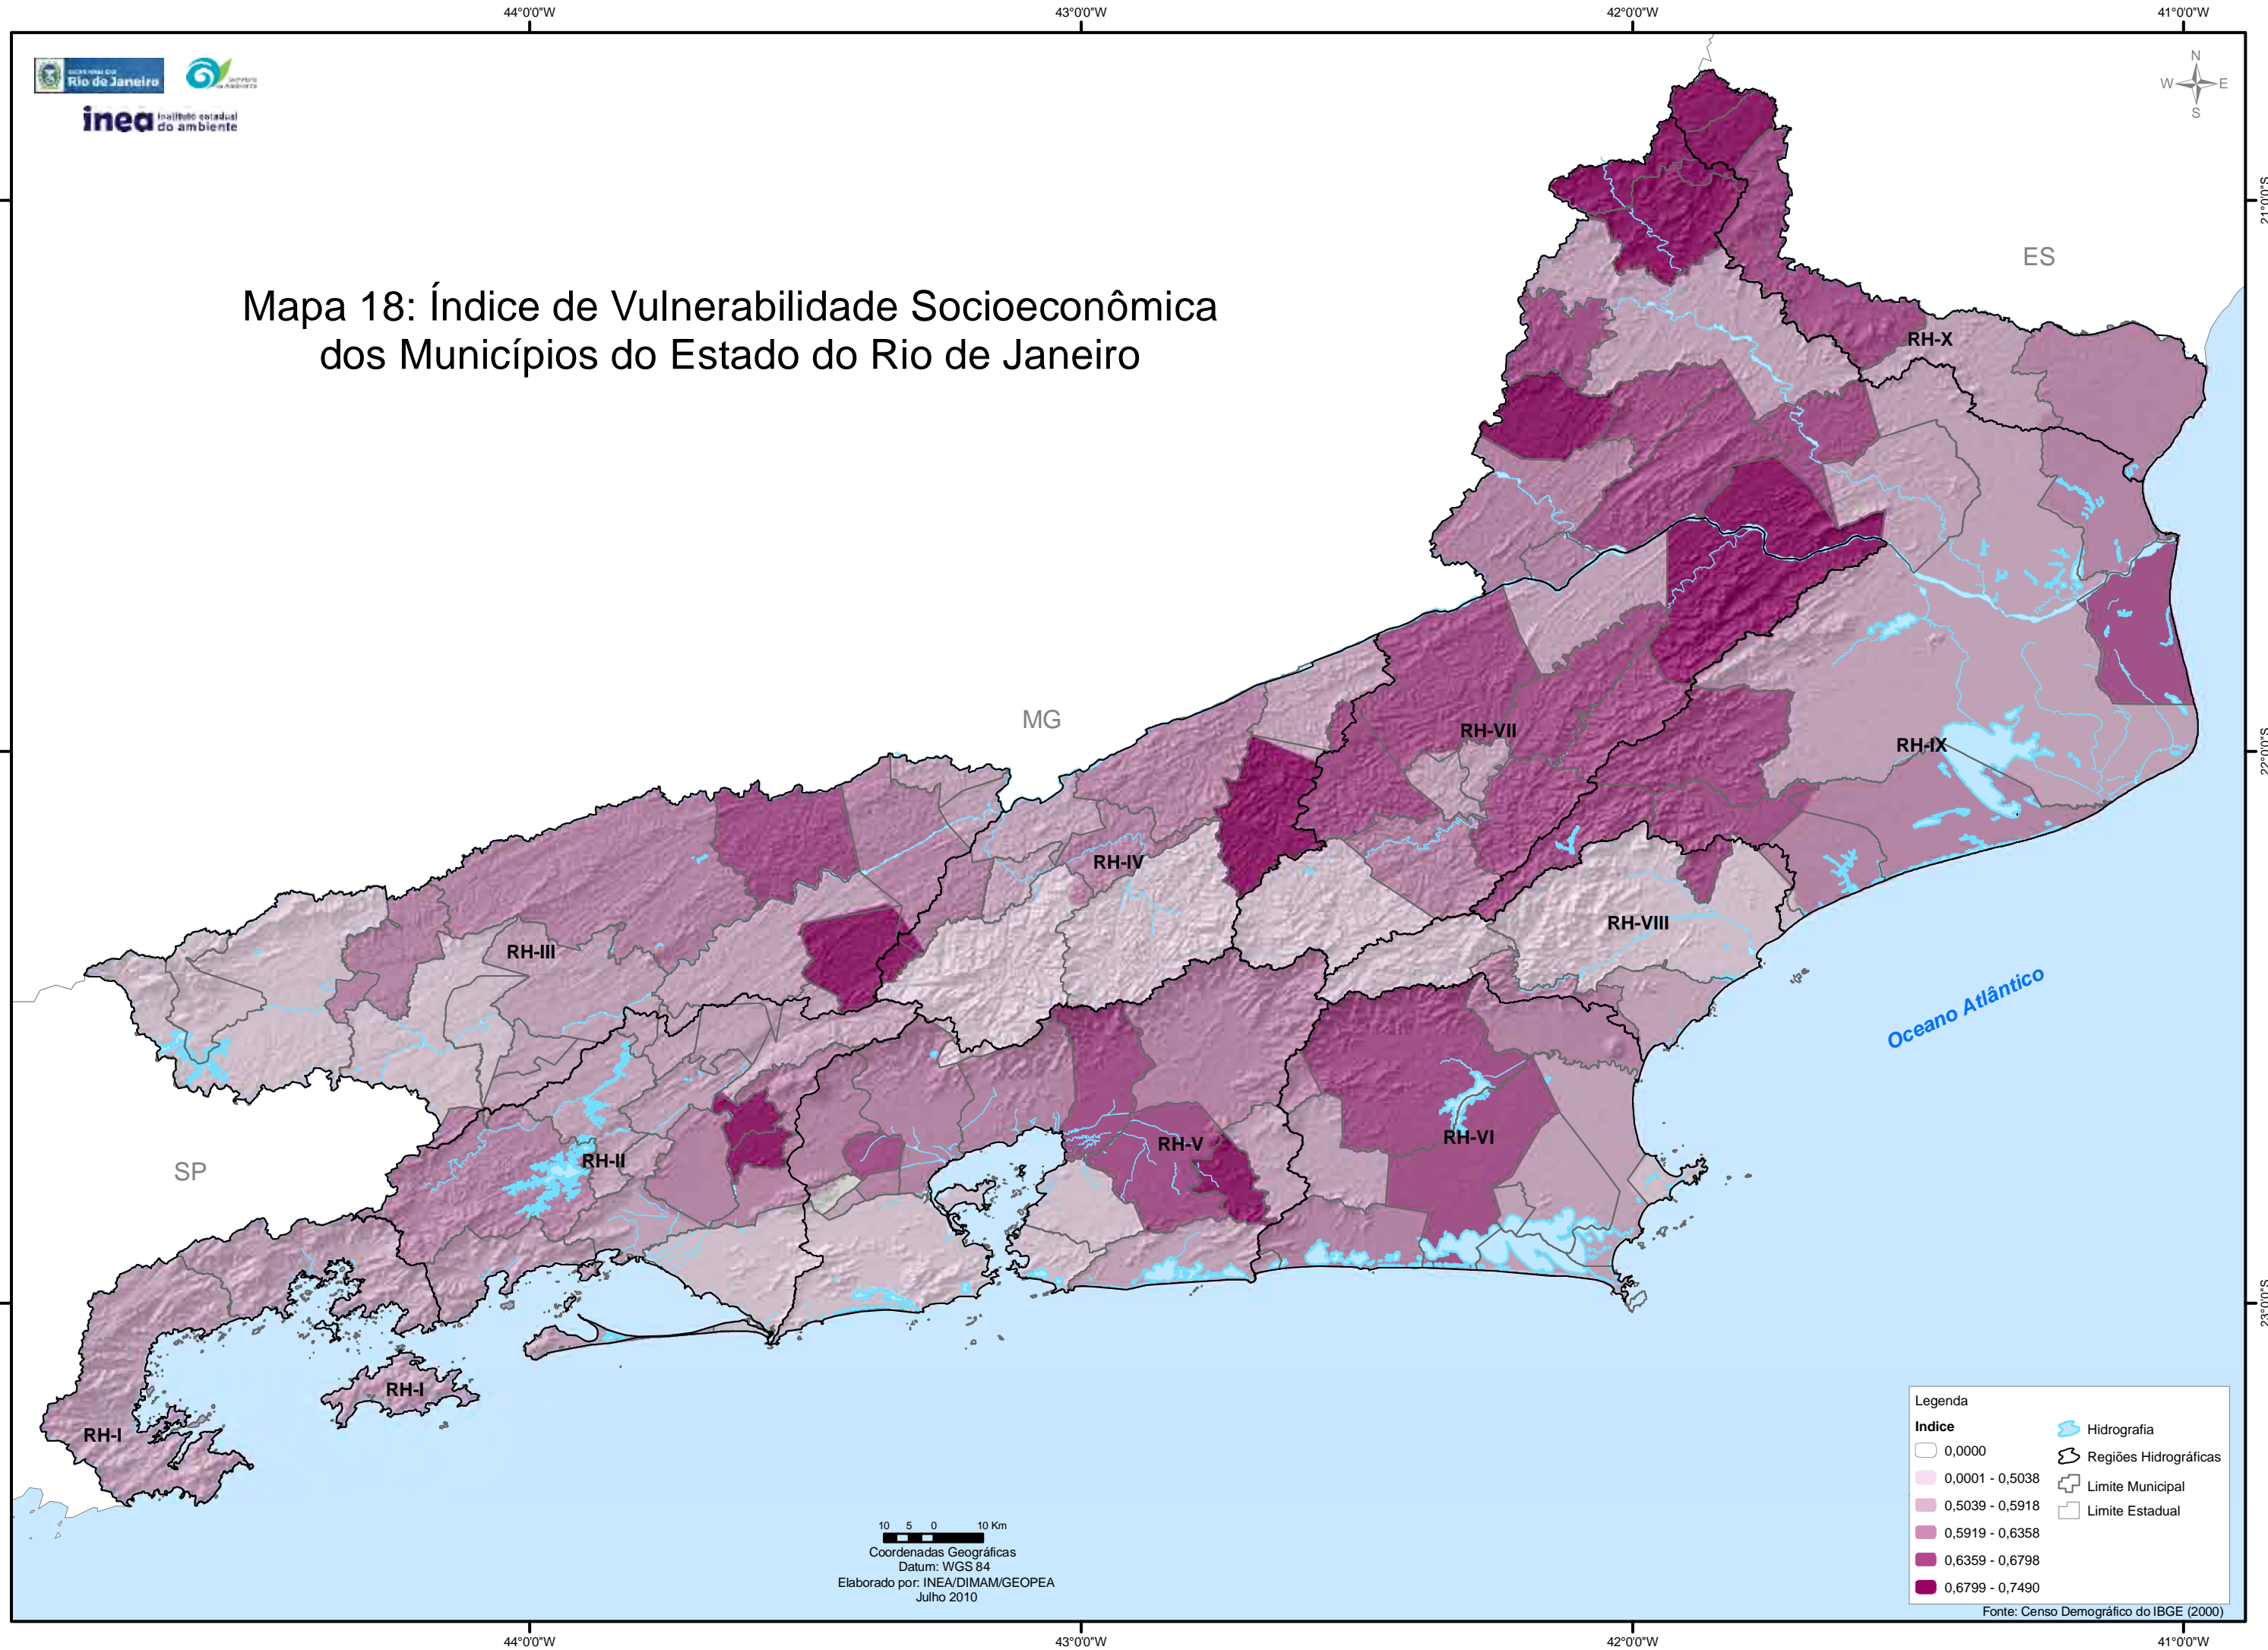 44°0'0"W
43°0'0"W
42°0'0"W
41°0'0"W
Rio de Janeiro
inea instituto estadual
do ambiente
N
W E
S
21°0'0"S
ES
Mapa 18: Índice de Vulnerabilidade Socioeconômica
dos Municípios do Estado do Rio de Janeiro
RH-X
MG
RH-VII
RH-IX
22°0'0"S
RH-IV
RH-VIII
RH-III
Oceano Atlântico
RH-VI
RH-V
RH-II
SP
23°0'0"S
RH-I
RH-I
Legenda
Indice
0,0000
0,0001 - 0,5038
0,5039 - 0,5918
0,5919 - 0,6358
0,6359 - 0,6798
0,6799 - 0,7490
Hidrografia
Regiões Hidrográficas
Limite Municipal
Limite Estadual
10 5 0 10 Km
Coordenadas Geográficas
Datum: WGS 84
Elaborado por: INEA/DIMAM/GEOPEA
Julho 2010
Fonte: Censo Demográfico do IBGE (2000)
44°0'0"W
43°0'0"W
42°0'0"W
41°0'0"W